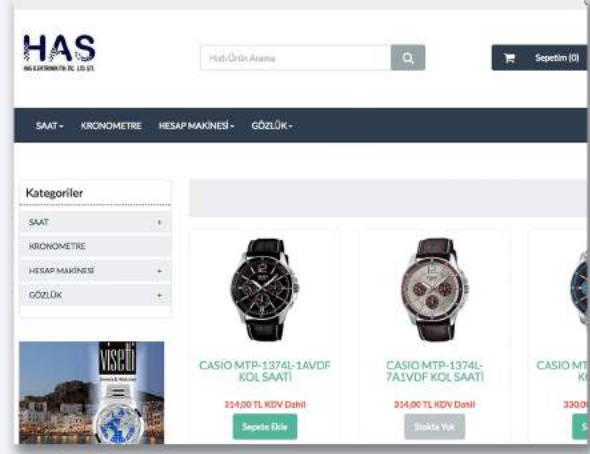 HAS
HAS ELEKTRONİK TİC. LTD. ŞTİ.
Hızlı Ürün Arama
Sepetim (0)
SAAT
KRONOMETRE
HESAP MAKİNESİ
GÖZLÜK
Kategoriler
SAAT +
KRONOMETRE
HESAP MAKİNESİ +
GÖZLÜK +
viseti
Jewels & Watches
CASIO MTP-1374L-1AVDF
KOL SAATİ
314,00 TL KDV Dahil
Sepete Ekle
CASIO MTP-1374L-
7A1VDF KOL SAATİ
314,00 TL KDV Dahil
Stokta Yok
CASIO MT
330,0